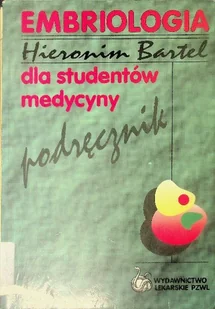 EMBRIOLOGIA
Hieronim Bartel
dla studentów
medycyny
podręcznik
WYDAWNICTWO
LEKARSKIE PZWL